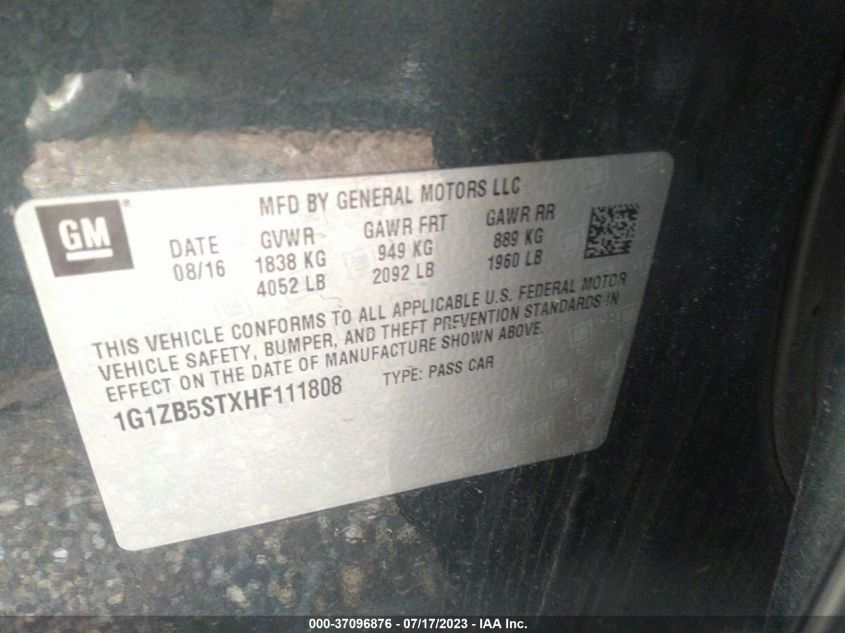 GM
MFD BY GENERAL MOTORS LLC
DATE GVWR GAWR FRT GAWR RR
08/16 1838 KG 949 KG 889 KG
4052 LB 2092 LB 1960 LB
THIS VEHICLE CONFORMS TO ALL APPLICABLE U.S. FEDERAL MOTOR
VEHICLE SAFETY, BUMPER, AND THEFT PREVENTION STANDARDS IN
EFFECT ON THE DATE OF MANUFACTURE SHOWN ABOVE.
1G1ZB5STXHF111808 TYPE: PASS CAR
000-37096876 - 07/17/2023 - IAA Inc.